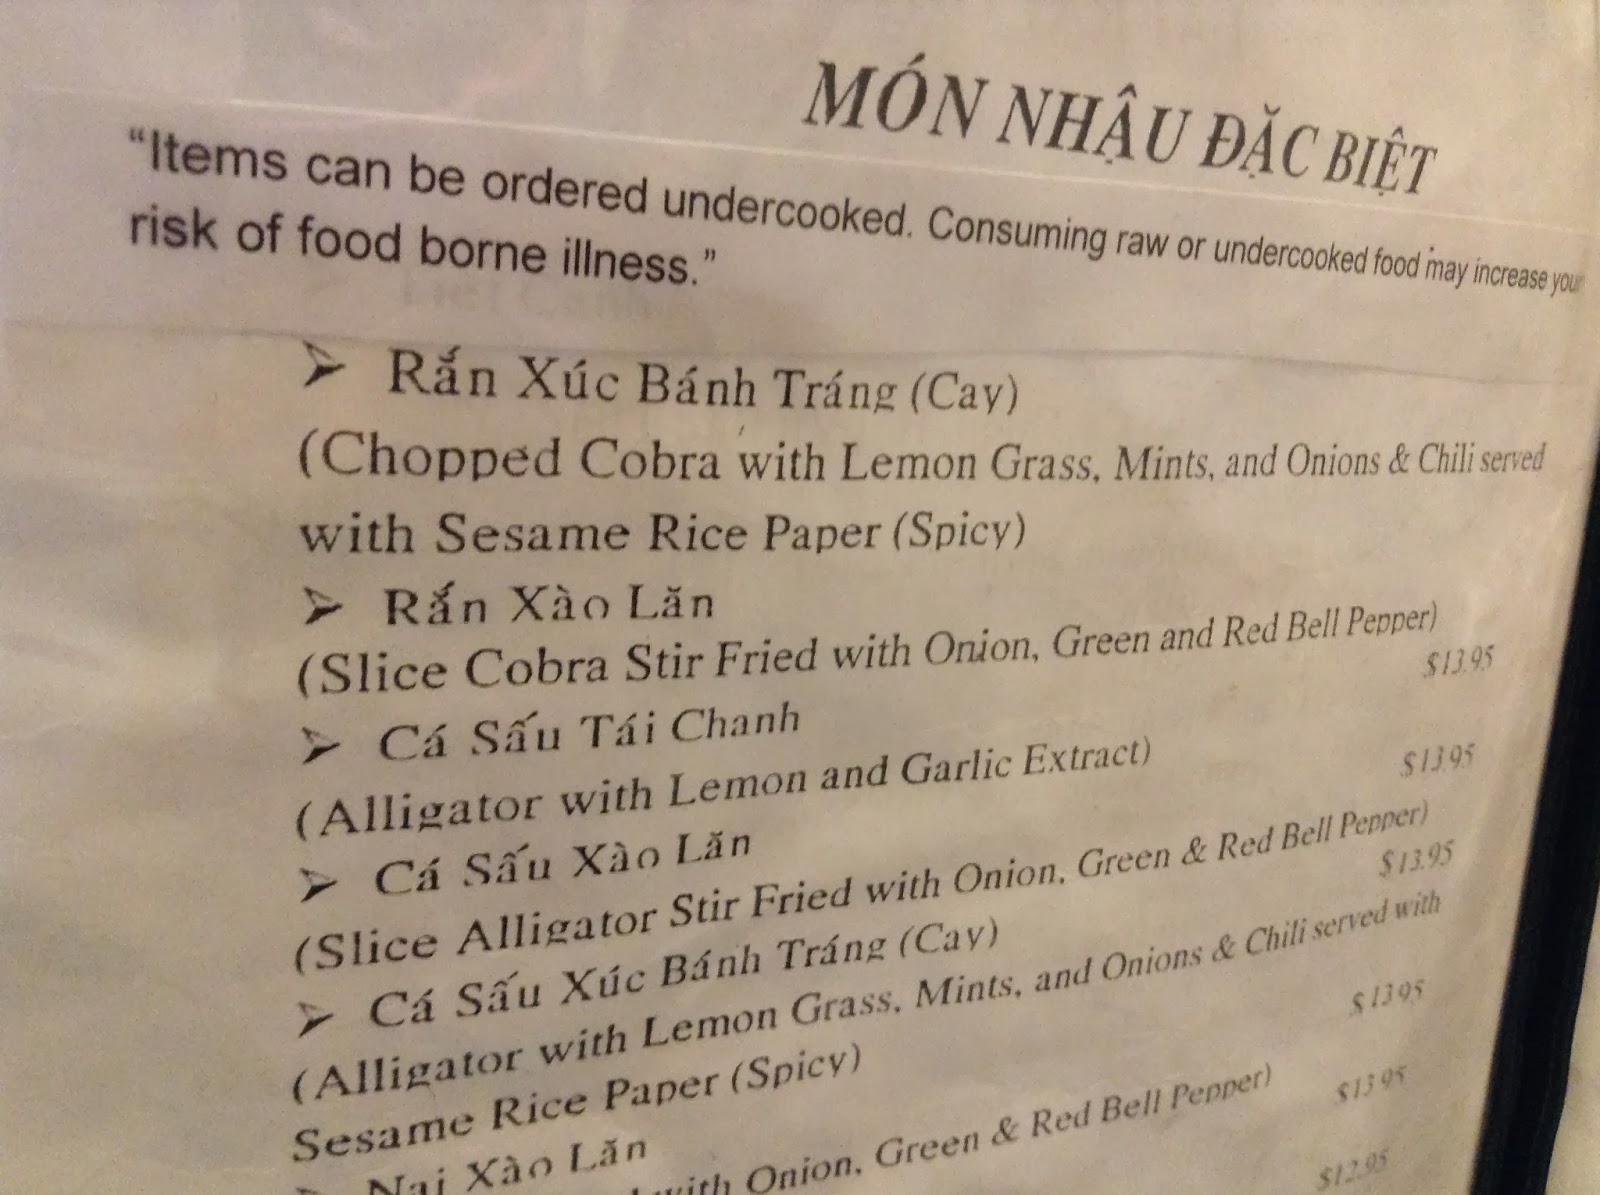 MÓN NHẬU ĐẶC BIỆT
“Items can be ordered undercooked. Consuming raw or undercooked food may increase your
risk of food borne illness.”
➢ Rắn Xúc Bánh Tráng (Cay)
(Chopped Cobra with Lemon Grass, Mints, and Onions & Chili served
with Sesame Rice Paper (Spicy)
➢ Rắn Xào Lăn
(Slice Cobra Stir Fried with Onion, Green and Red Bell Pepper)
$13.95
➢ Cá Sấu Tái Chanh
(Alligator with Lemon and Garlic Extract)
$13.95
➢ Cá Sấu Xào Lăn
(Slice Alligator Stir Fried with Onion, Green & Red Bell Pepper)
$13.95
➢ Cá Sấu Xúc Bánh Tráng (Cay)
(Alligator with Lemon Grass, Mints, and Onions & Chili served with
$13.95
Sesame Rice Paper (Spicy)
$13.95
➢ Nai Xào Lăn
with Onion, Green & Red Bell Pepper)
$12.95